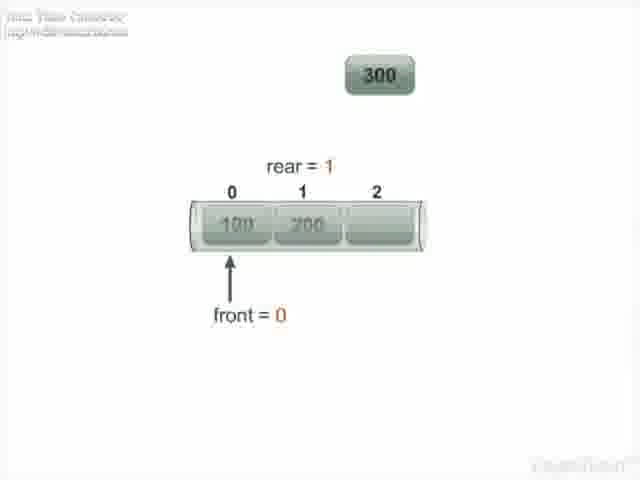 300
rear = 1
0 1 2
100 200
front = 0